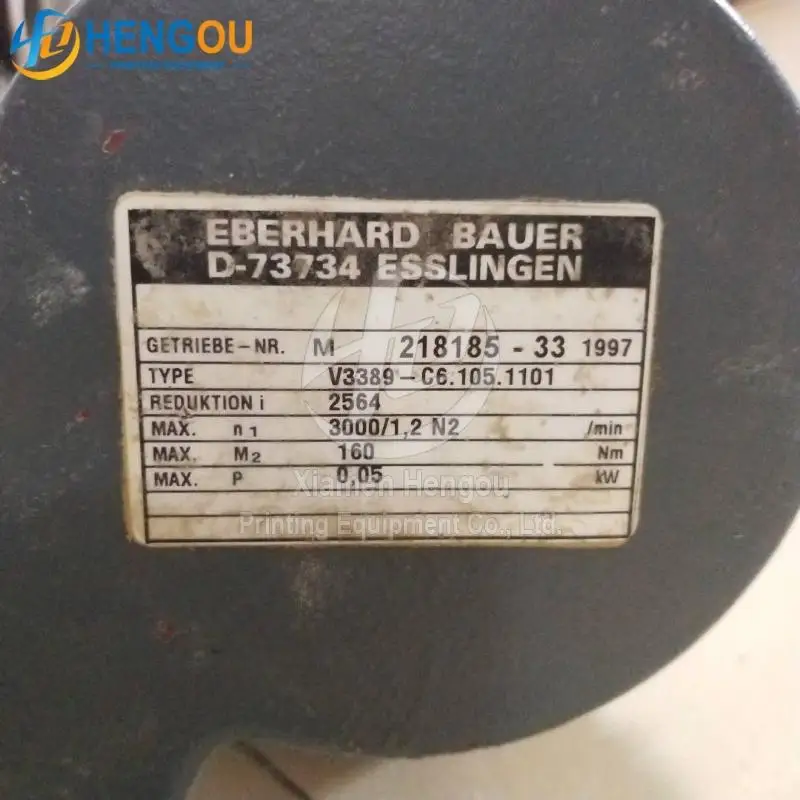 HENGOU
EBERHARD BAUER
D-73734 ESSLINGEN
GETRIEBE-NR. M 218185-33 1997
TYPE V3389-C6.105.1101
REDUKTION i 2564
MAX. n1 3000/1,2 N2 /min
MAX. M2 160 Nm
MAX. P 0,05 kW
Xiamen Hengou
Printing Equipment Co., Ltd.